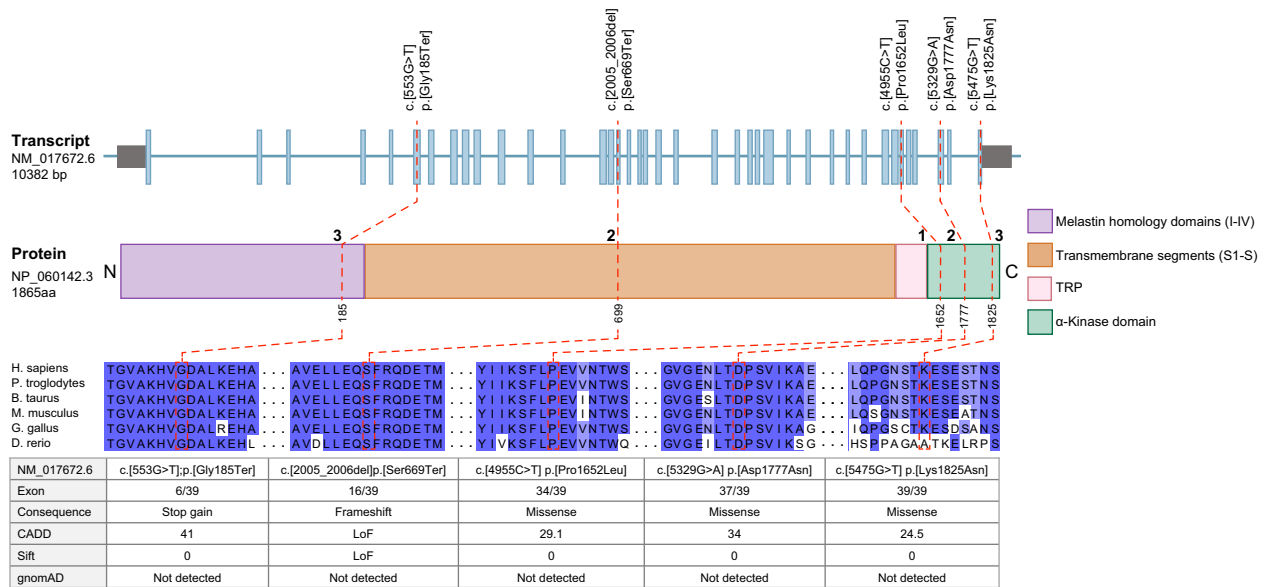 c.[553G>T]
p.[Gly185Ter]
c.[2005_2006del]
p.[Ser669Ter]
c.[4955C>T]
p.[Pro1652Leu]
c.[5329G>A]
p.[Asp1777Asn]
c.[5475G>T]
p.[Lys1825Asn]
Transcript
NM_017672.6
10382 bp
Protein
NP_060142.3
1865aa
N
3 2 1 2 3
C
185 699 1652 1777 1825
Melastin homology domains (I-IV)
Transmembrane segments (S1-S)
TRP
α-Kinase domain
H. sapiens TGVAKHVGDALKEHA ... AVELLEQSFRQDETM ... YIIKSFLPEVVNTWS ... GVGENLTDPSVIKAE ... LQPGNSTKESESTNS
P. troglodytes TGVAKHVGDALKEHA ... AVELLEQSFRQDETM ... YIIKSFLPEVVNTWS ... GVGENLTDPSVIKAE ... LQPGNSTKESESTNS
B. taurus TGVAKHVGDALKEHA ... AVELLEQSFRQDETM ... YIIKSFLPEVINTWS ... GVGESLTDPSVIKAE ... LQPGNSTKESESTNS
M. musculus TGVAKHVGDALKEHA ... AVELLEQSFRQDETM ... YIIKSFLPEVINTWS ... GVGENLTDPSVIKAE ... LQSGNSTKESEATNS
G. gallus TGVAKHVGDALREHA ... AVELLEQSFRQDETM ... YIIKSFLPEVVNTWS ... GVGENLTDPSVIKAG ... LQPGSCTKESDSANS
D. rerio TGVAKHVGDALKEHL ... AVDLLEQSFRQDETM ... YIVKSFLPEVVNTWQ ... GVGEILTDPSVIKSG ... HSPPAGAATKELRPS
NM_017672.6 c.[553G>T];p.[Gly185Ter] c.[2005_2006del]p.[Ser669Ter] c.[4955C>T] p.[Pro1652Leu] c.[5329G>A] p.[Asp1777Asn] c.[5475G>T] p.[Lys1825Asn]
Exon 6/39 16/39 34/39 37/39 39/39
Consequence Stop gain Frameshift Missense Missense Missense
CADD 41 LoF 29.1 34 24.5
Sift 0 LoF 0 0 0
gnomAD Not detected Not detected Not detected Not detected Not detected